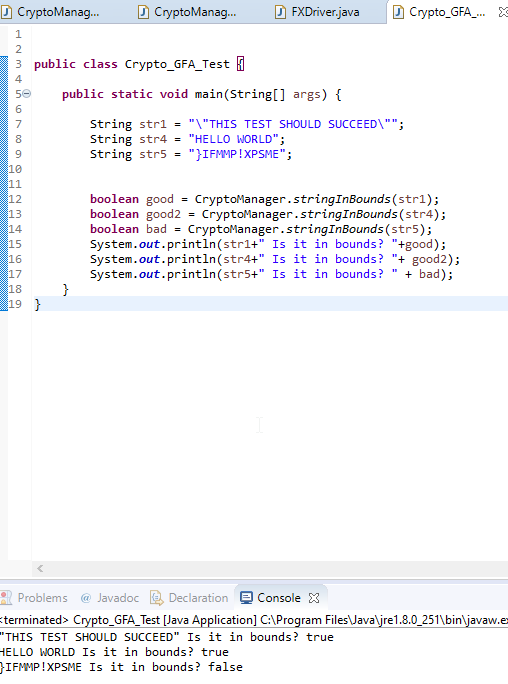 CryptoManag...
CryptoManag...
FXDriver.java
Crypto_GFA_...
1
2
3 public class Crypto_GFA_Test {
4
5 public static void main(String[] args) {
6
7 String str1 = "\"THIS TEST SHOULD SUCCEED\"";
8 String str4 = "HELLO WORLD";
9 String str5 = "}IFMMP!XPSME";
10
11
12 boolean good = CryptoManager.stringInBounds(str1);
13 boolean good2 = CryptoManager.stringInBounds(str4);
14 boolean bad = CryptoManager.stringInBounds(str5);
15 System.out.println(str1+" Is it in bounds? "+good);
16 System.out.println(str4+" Is it in bounds? "+ good2);
17 System.out.println(str5+" Is it in bounds? " + bad);
18 }
19 }
Problems @ Javadoc Declaration Console
<terminated> Crypto_GFA_Test [Java Application] C:\Program Files\Java\jre1.8.0_251\bin\javaw.ex
"THIS TEST SHOULD SUCCEED" Is it in bounds? true
HELLO WORLD Is it in bounds? true
}IFMMP!XPSME Is it in bounds? false